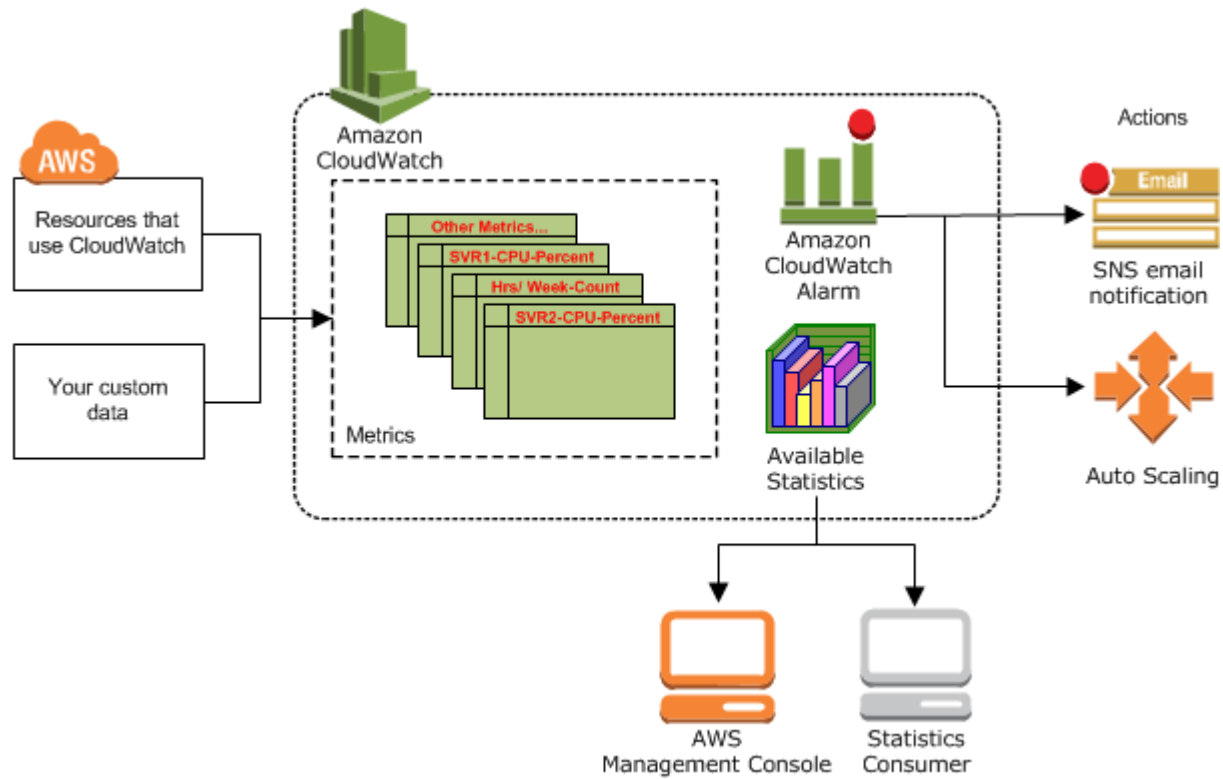 Amazon
CloudWatch
AWS
Resources that
use CloudWatch
Your custom
data
Other Metrics...
SVR1-CPU-Percent
Hrs/ Week-Count
SVR2-CPU-Percent
Metrics
Amazon
CloudWatch
Alarm
Available
Statistics
Actions
Email
SNS email
notification
Auto Scaling
AWS
Management Console
Statistics
Consumer